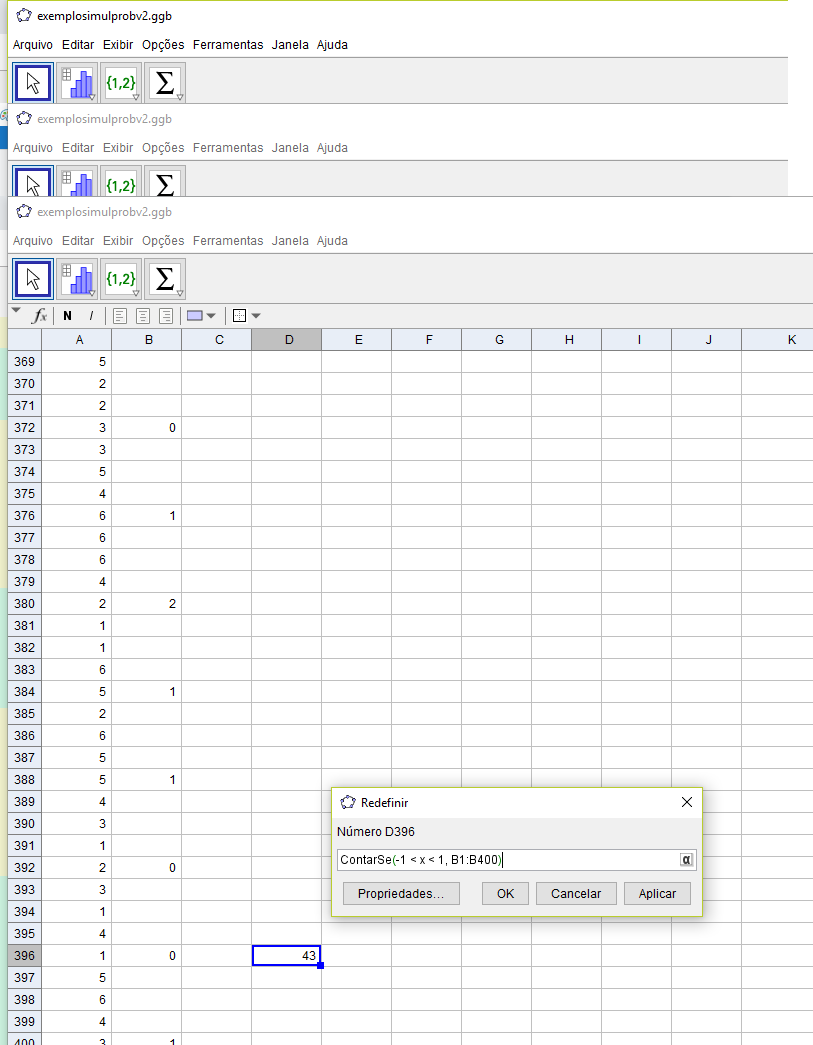 exemplosimulprobv2.ggb
Arquivo Editar Exibir Opções Ferramentas Janela Ajuda
{1,2} Σ
exemplosimulprobv2.ggb
Arquivo Editar Exibir Opções Ferramentas Janela Ajuda
{1,2} Σ
exemplosimulprobv2.ggb
Arquivo Editar Exibir Opções Ferramentas Janela Ajuda
{1,2} Σ
fx N I
A B C D E F G H I J K
369 5
370 2
371 2
372 3 0
373 3
374 5
375 4
376 6 1
377 6
378 6
379 4
380 2 2
381 1
382 1
383 6
384 5 1
385 2
386 6
387 5
388 5 1
389 4
390 3
391 1
392 2 0
393 3
394 1
395 4
396 1 0 43
397 5
398 6
399 4
400 3 1
Redefinir
Número D396
ContarSe(-1 < x < 1, B1:B400)
α
Propriedades... OK Cancelar Aplicar